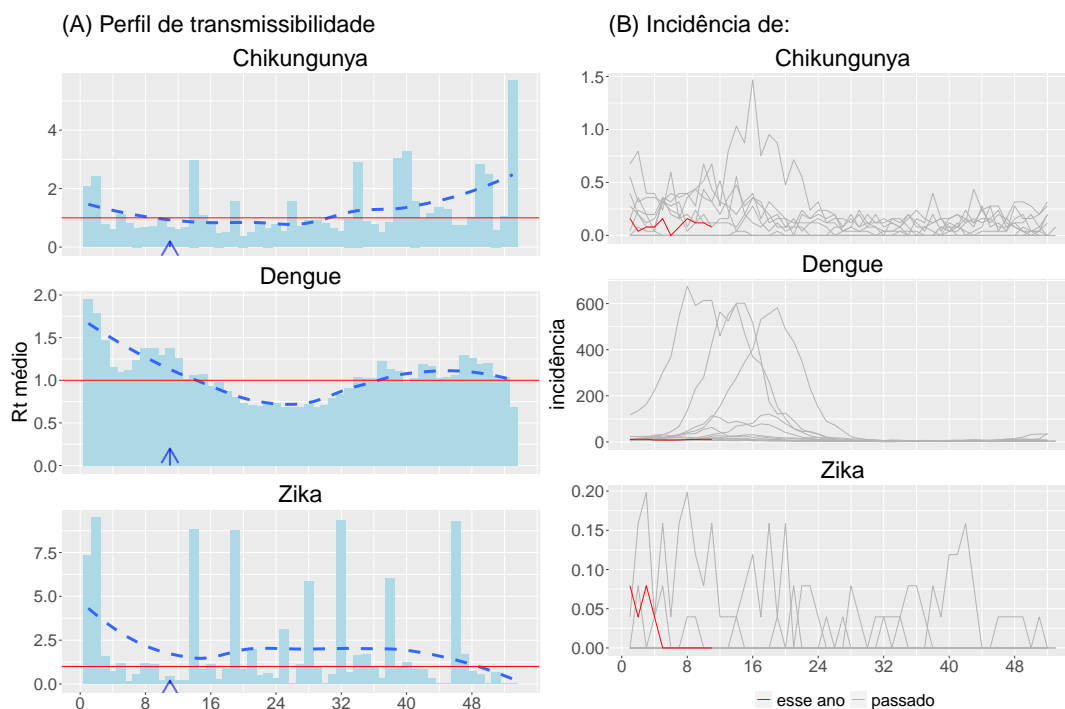 (A) Perfil de transmissibilidade
Chikungunya
4
2
0
Dengue
2.0
1.5
1.0
0.5
0.0
Rt médio
Zika
7.5
5.0
2.5
0.0
0 8 16 24 32 40 48
(B) Incidência de:
Chikungunya
1.5
1.0
0.5
0.0
Dengue
600
400
200
0
incidência
Zika
0.20
0.15
0.10
0.05
0.00
0 8 16 24 32 40 48
esse ano passado